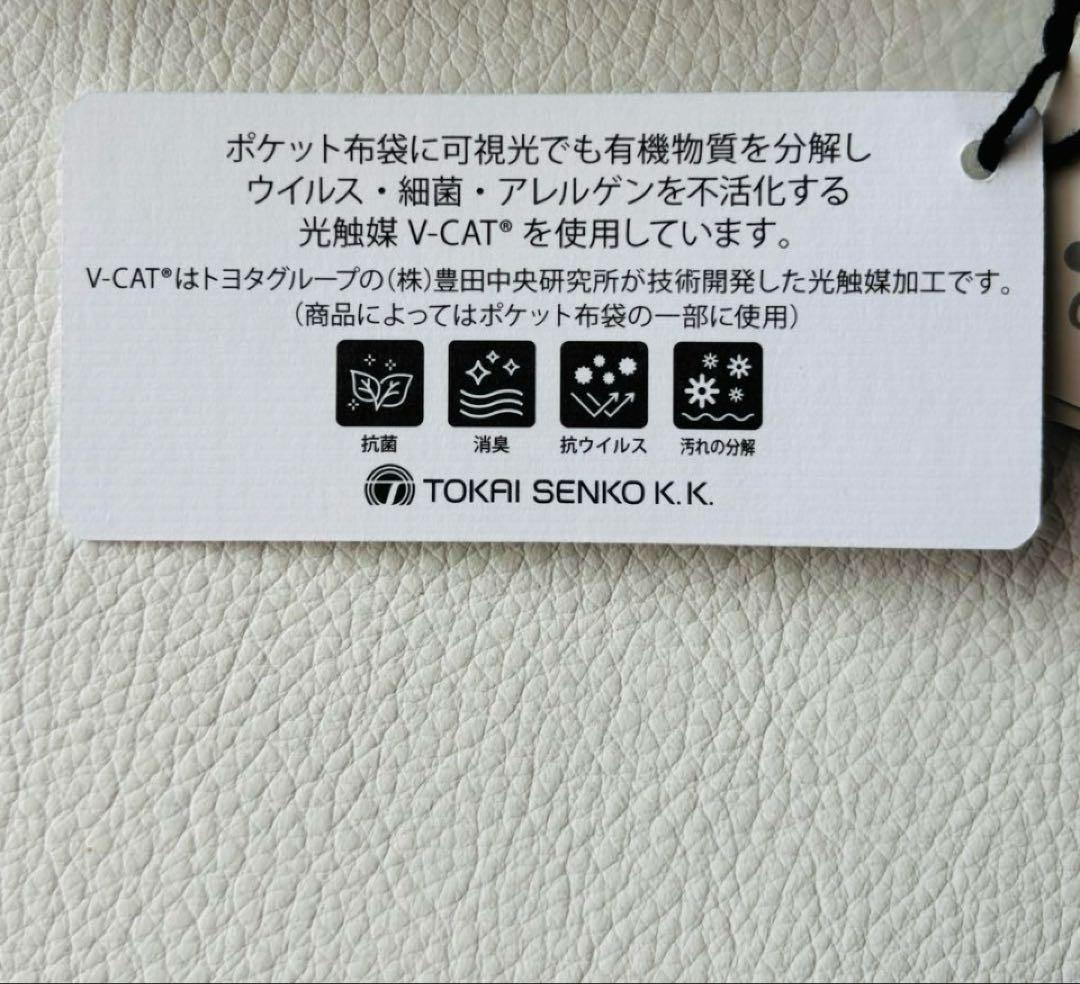 ポケット布袋に可視光でも有機物質を分解し
ウイルス・細菌・アレルゲンを不活化する
光触媒 V-CAT® を使用しています。
V-CAT®はトヨタグループの(株)豊田中央研究所が技術開発した光触媒加工です。
(商品によってはポケット布袋の一部に使用)
抗菌 消臭 抗ウイルス 汚れの分解
TOKAI SENKO K.K.